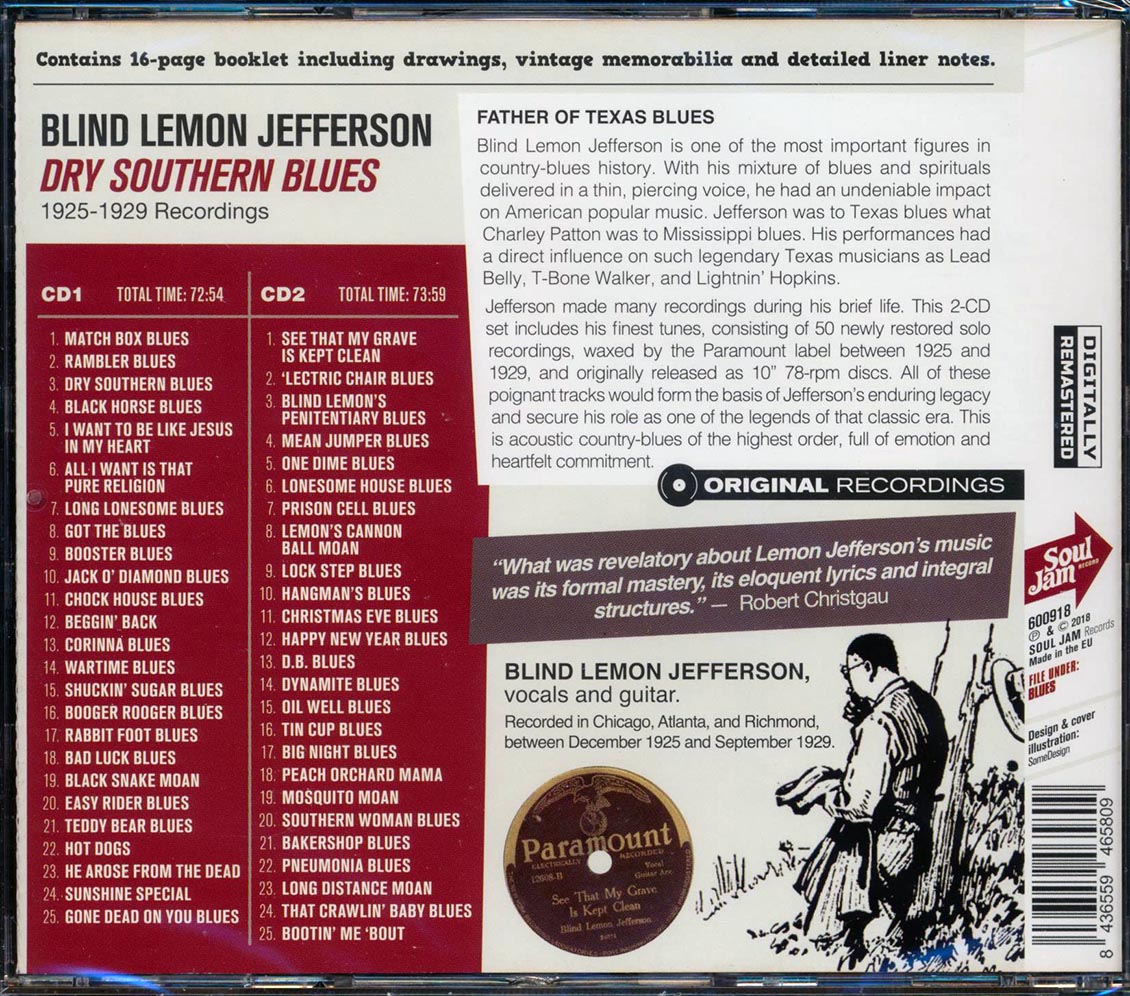 Contains 16-page booklet including drawings, vintage memorabilia and detailed liner notes.
BLIND LEMON JEFFERSON
DRY SOUTHERN BLUES
1925-1929 Recordings
CD1 TOTAL TIME: 72:54
1. MATCH BOX BLUES
2. RAMBLER BLUES
3. DRY SOUTHERN BLUES
4. BLACK HORSE BLUES
5. I WANT TO BE LIKE JESUS
IN MY HEART
6. ALL I WANT IS THAT
PURE RELIGION
7. LONG LONESOME BLUES
8. GOT THE BLUES
9. BOOSTER BLUES
10. JACK O' DIAMOND BLUES
11. CHOCK HOUSE BLUES
12. BEGGIN' BACK
13. CORINNA BLUES
14. WARTIME BLUES
15. SHUCKIN' SUGAR BLUES
16. BOOGER ROOGER BLUES
17. RABBIT FOOT BLUES
18. BAD LUCK BLUES
19. BLACK SNAKE MOAN
20. EASY RIDER BLUES
21. TEDDY BEAR BLUES
22. HOT DOGS
23. HE AROSE FROM THE DEAD
24. SUNSHINE SPECIAL
25. GONE DEAD ON YOU BLUES
CD2 TOTAL TIME: 73:59
1. SEE THAT MY GRAVE
IS KEPT CLEAN
2. 'LECTRIC CHAIR BLUES
3. BLIND LEMON'S
PENITENTIARY BLUES
4. MEAN JUMPER BLUES
5. ONE DIME BLUES
6. LONESOME HOUSE BLUES
7. PRISON CELL BLUES
8. LEMON'S CANNON
BALL MOAN
9. LOCK STEP BLUES
10. HANGMAN'S BLUES
11. CHRISTMAS EVE BLUES
12. HAPPY NEW YEAR BLUES
13. D.B. BLUES
14. DYNAMITE BLUES
15. OIL WELL BLUES
16. TIN CUP BLUES
17. BIG NIGHT BLUES
18. PEACH ORCHARD MAMA
19. MOSQUITO MOAN
20. SOUTHERN WOMAN BLUES
21. BAKERSHOP BLUES
22. PNEUMONIA BLUES
23. LONG DISTANCE MOAN
24. THAT CRAWLIN' BABY BLUES
25. BOOTIN' ME 'BOUT
FATHER OF TEXAS BLUES
Blind Lemon Jefferson is one of the most important figures in
country-blues history. With his mixture of blues and spirituals
delivered in a thin, piercing voice, he had an undeniable impact
on American popular music. Jefferson was to Texas blues what
Charley Patton was to Mississippi blues. His performances had
a direct influence on such legendary Texas musicians as Lead
Belly, T-Bone Walker, and Lightnin' Hopkins.
Jefferson made many recordings during his brief life. This 2-CD
set includes his finest tunes, consisting of 50 newly restored solo
recordings, waxed by the Paramount label between 1925 and
1929, and originally released as 10” 78-rpm discs. All of these
poignant tracks would form the basis of Jefferson's enduring legacy
and secure his role as one of the legends of that classic era. This
is acoustic country-blues of the highest order, full of emotion and
heartfelt commitment.
ORIGINAL RECORDINGS
“What was revelatory about Lemon Jefferson's music
was its formal mastery, its eloquent lyrics and integral
structures.” — Robert Christgau
BLIND LEMON JEFFERSON,
vocals and guitar.
Recorded in Chicago, Atlanta, and Richmond,
between December 1925 and September 1929.
Paramount
ELECTRICALLY RECORDED
12608-B
Vocal
Guitar Acc.
See That My Grave
Is Kept Clean
Blind Lemon Jefferson
DIGITALLY
REMASTERED
Soul
Jam
RECORDS
600918
℗ & © 2018
SOUL JAM Records
Made in the EU
FILE UNDER:
BLUES
Design & cover
illustration:
SomeDesign
8 436559 465809